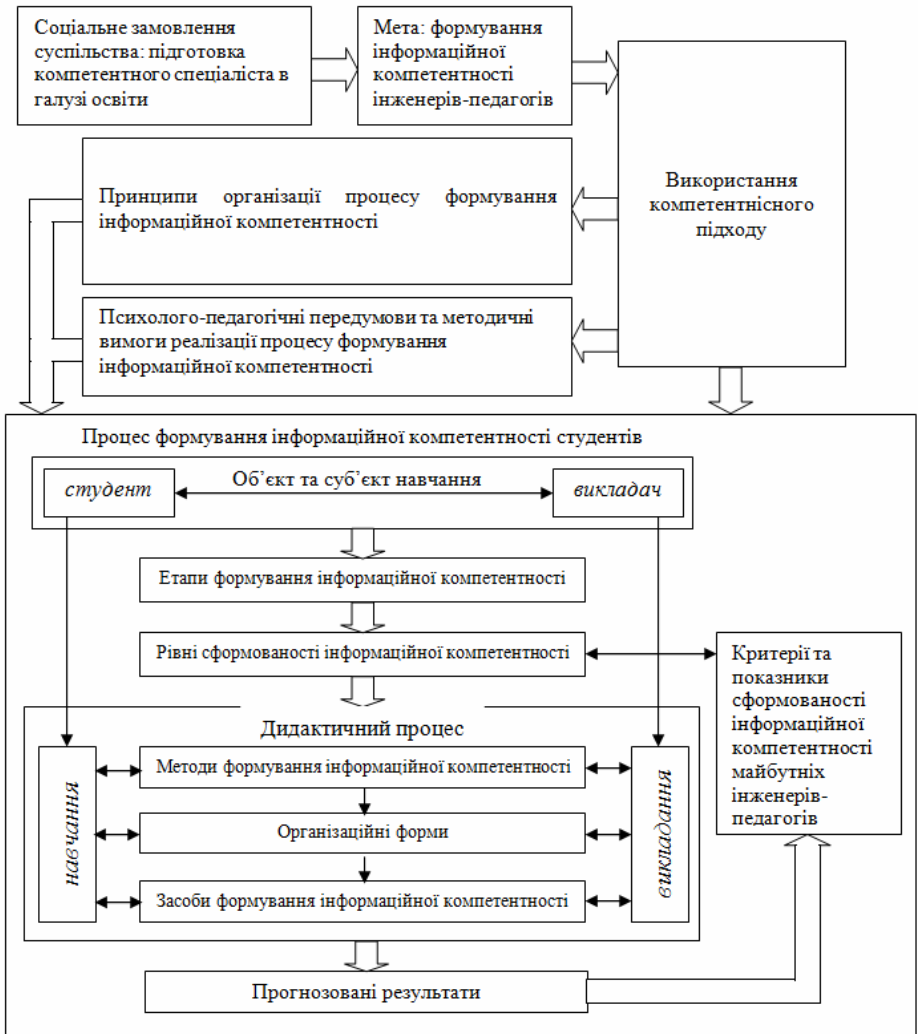 Соціальне замовлення
суспільства: підготовка
компетентного спеціаліста в
галузі освіти
Мета: формування
інформаційної
компетентності
інженерів-педагогів
Використання
компетентнісного
підходу
Принципи організації процесу формування
інформаційної компетентності
Психолого-педагогічні передумови та методичні
вимоги реалізації процесу формування
інформаційної компетентності
Процес формування інформаційної компетентності студентів
студент
Об’єкт та суб’єкт навчання
викладач
Етапи формування інформаційної компетентності
Рівні сформованості інформаційної компетентності
Критерії та
показники
сформованості
інформаційної
компетентності
майбутніх
інженерів-
педагогів
Дидактичний процес
навчання
Методи формування інформаційної компетентності
Організаційні форми
Засоби формування інформаційної компетентності
викладання
Прогнозовані результати